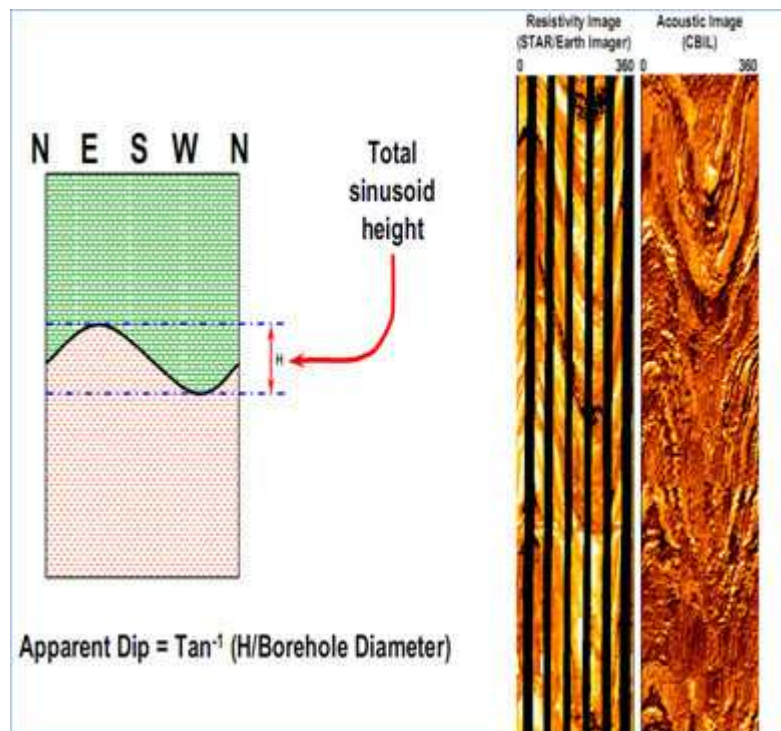 Resistivity Image
(STAR/Earth Imager)
0 360
Acoustic Image
(CBIL)
0 360
N E S W N
Total
sinusoid
height
H
Apparent Dip = Tan⁻¹ (H/Borehole Diameter)